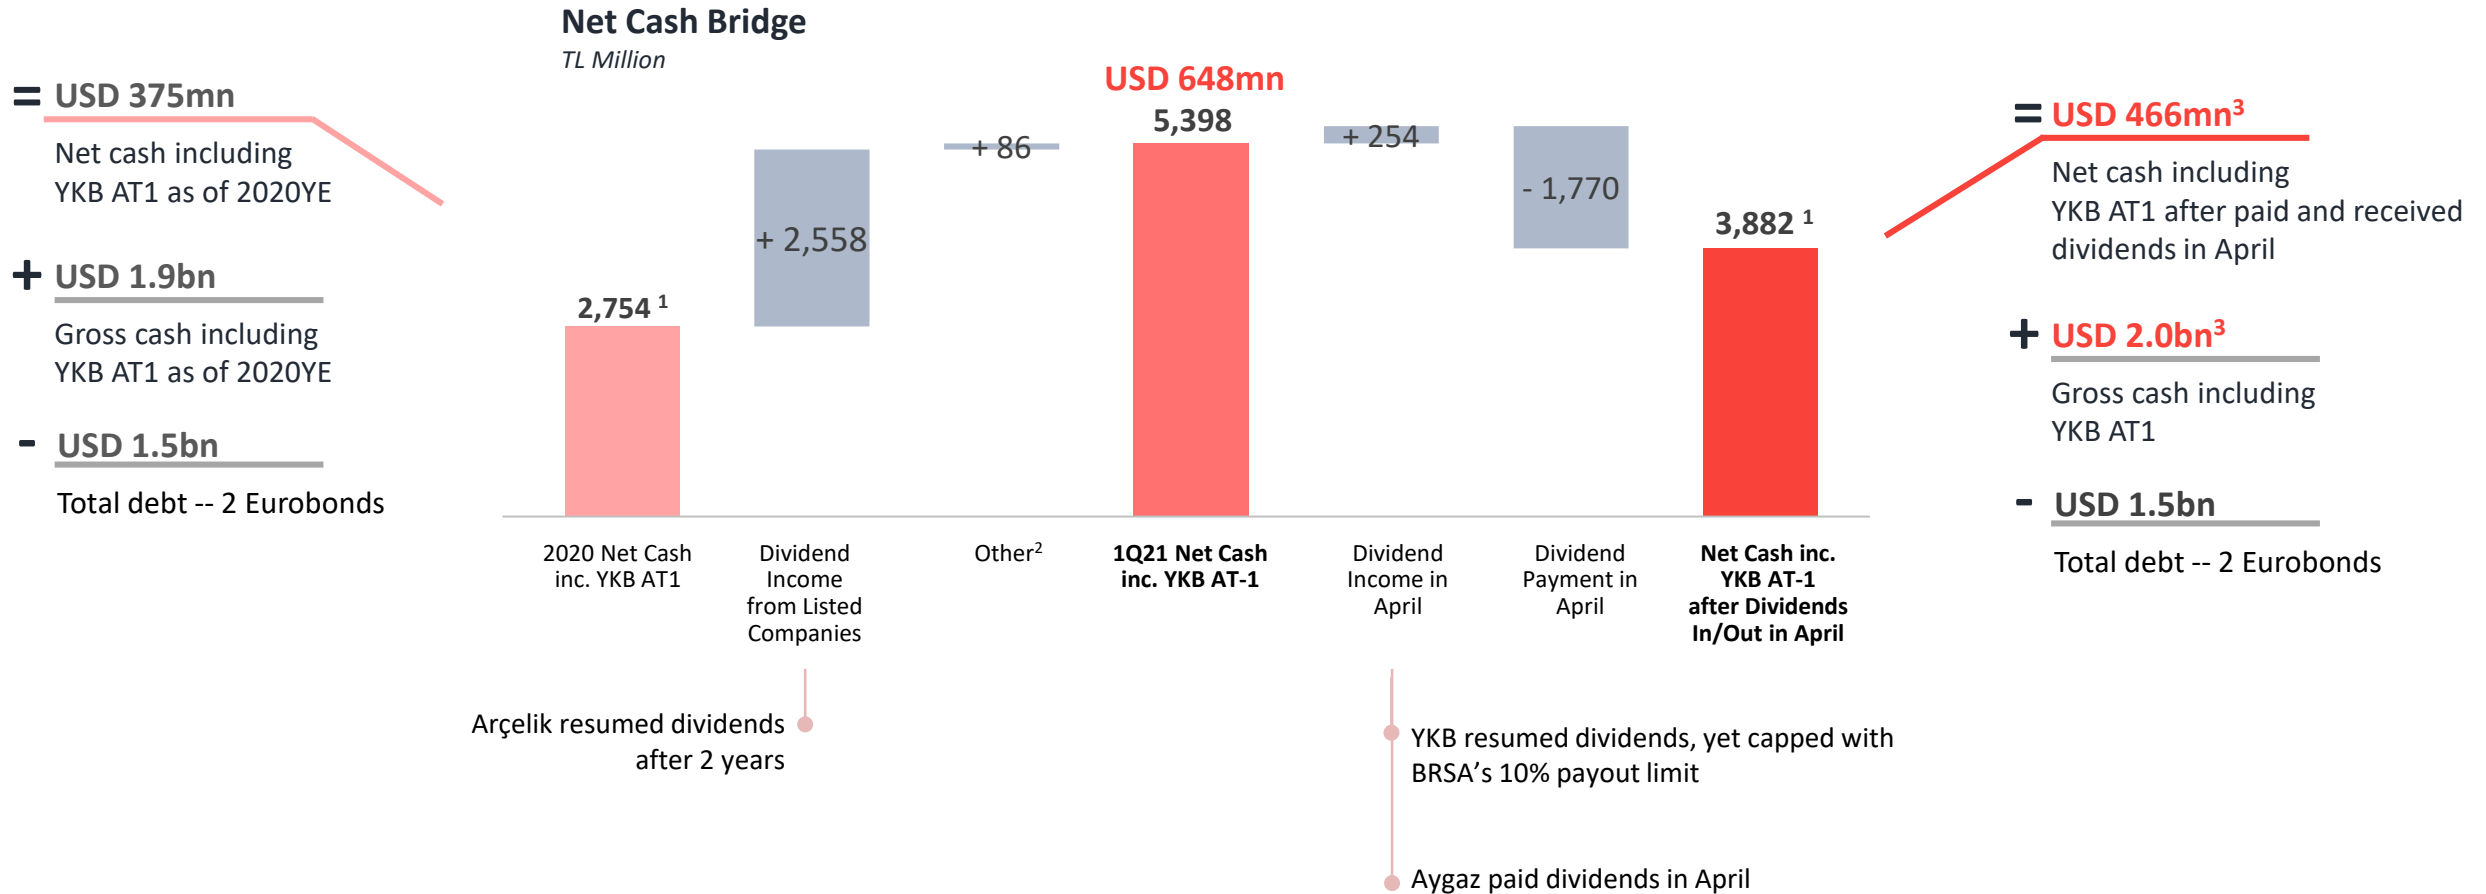 Net Cash Bridge
TL Million
= USD 375mn
Net cash including
YKB AT1 as of 2020YE
+ USD 1.9bn
Gross cash including
YKB AT1 as of 2020YE
- USD 1.5bn
Total debt -- 2 Eurobonds
2,754 ¹
+ 2,558
+ 86
USD 648mn
5,398
+ 254
- 1,770
3,882 ¹
2020 Net Cash
inc. YKB AT1
Dividend
Income
from Listed
Companies
Other²
1Q21 Net Cash
inc. YKB AT-1
Dividend
Income in
April
Dividend
Payment in
April
Net Cash inc.
YKB AT-1
after Dividends
In/Out in April
Arçelik resumed dividends
after 2 years
YKB resumed dividends, yet capped with
BRSA’s 10% payout limit
Aygaz paid dividends in April
= USD 466mn³
Net cash including
YKB AT1 after paid and received
dividends in April
+ USD 2.0bn³
Gross cash including
YKB AT1
- USD 1.5bn
Total debt -- 2 Eurobonds